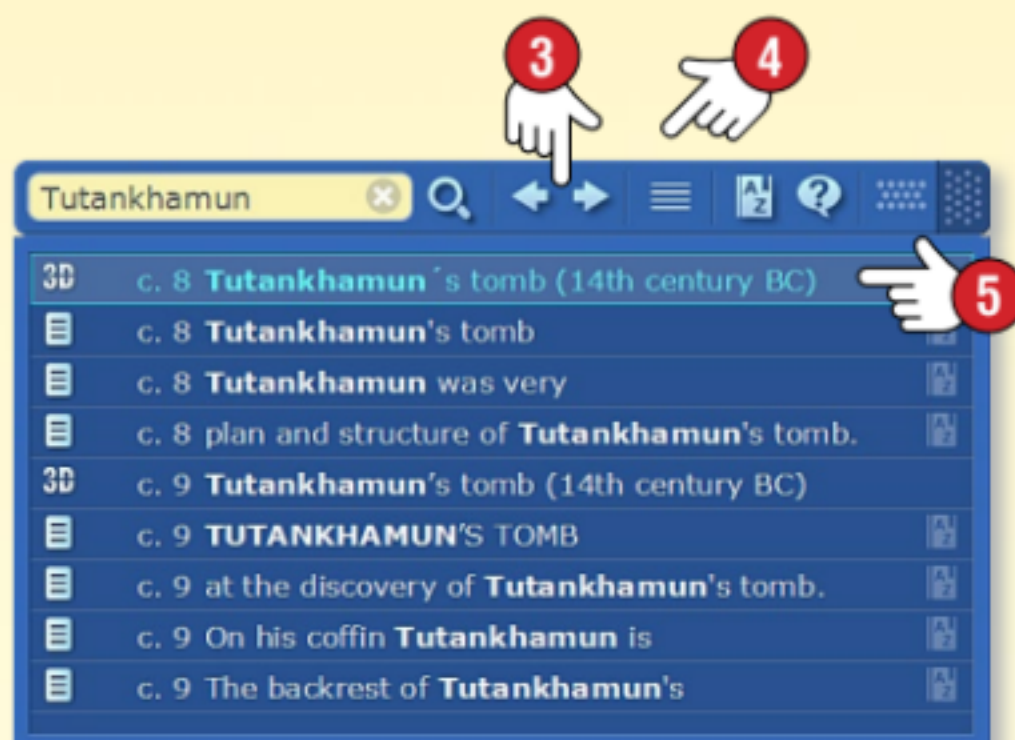 3
4
Tutankhamun
A Z ?
5
3D c. 8 Tutankhamun´s tomb (14th century BC)
c. 8 Tutankhamun's tomb
c. 8 Tutankhamun was very
c. 8 plan and structure of Tutankhamun's tomb.
3D c. 9 Tutankhamun's tomb (14th century BC)
c. 9 TUTANKHAMUN'S TOMB
c. 9 at the discovery of Tutankhamun's tomb.
c. 9 On his coffin Tutankhamun is
c. 9 The backrest of Tutankhamun's